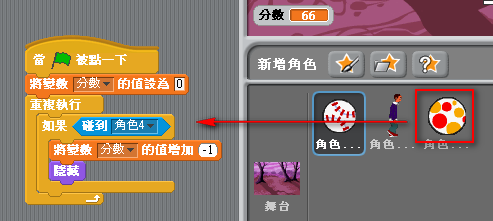 當 被點一下
將變數 分數 的值設為 0
重複執行
如果 碰到 角色4
將變數 分數 的值增加 -1
隱藏
分數 66
新增角色
角色... 角色... 角色...
舞台